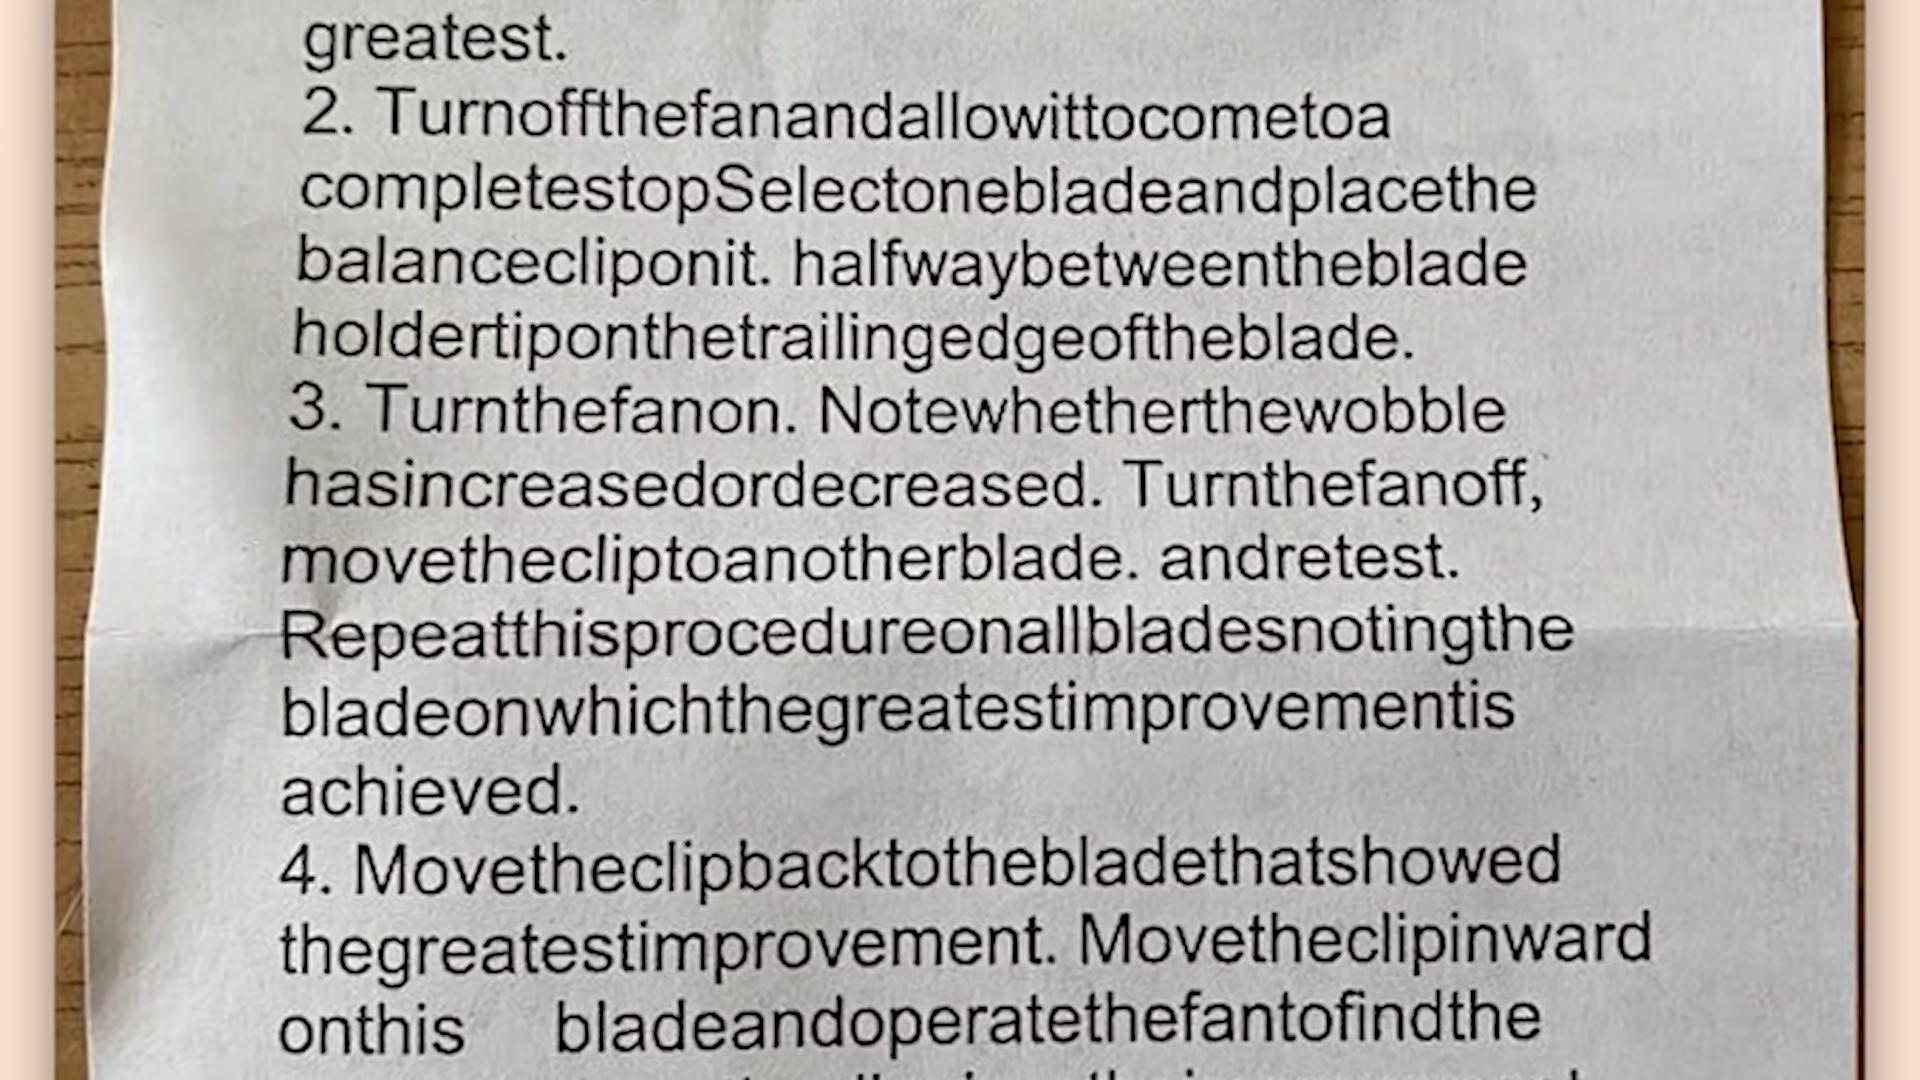 greatest.
2. Turnoffthefanandallowittocometoa
completestopSelectonebladeandplacethe
balancecliponit. halfwaybetweentheblade
holdertiponthetrailingedgeoftheblade.
3. Turnthefanon. Notewhetherthewobble
hasincreasedordecreased. Turnthefanoff,
movethecliptoanotherblade. andretest.
Repeatthisprocedureonallbladesnotingthe
bladeonwhichthegreatestimprovementis
achieved.
4. Movetheclipbacktothebladethatshowed
thegreatestimprovement. Movetheclipinward
onthis bladeandoperatethefantofindthe